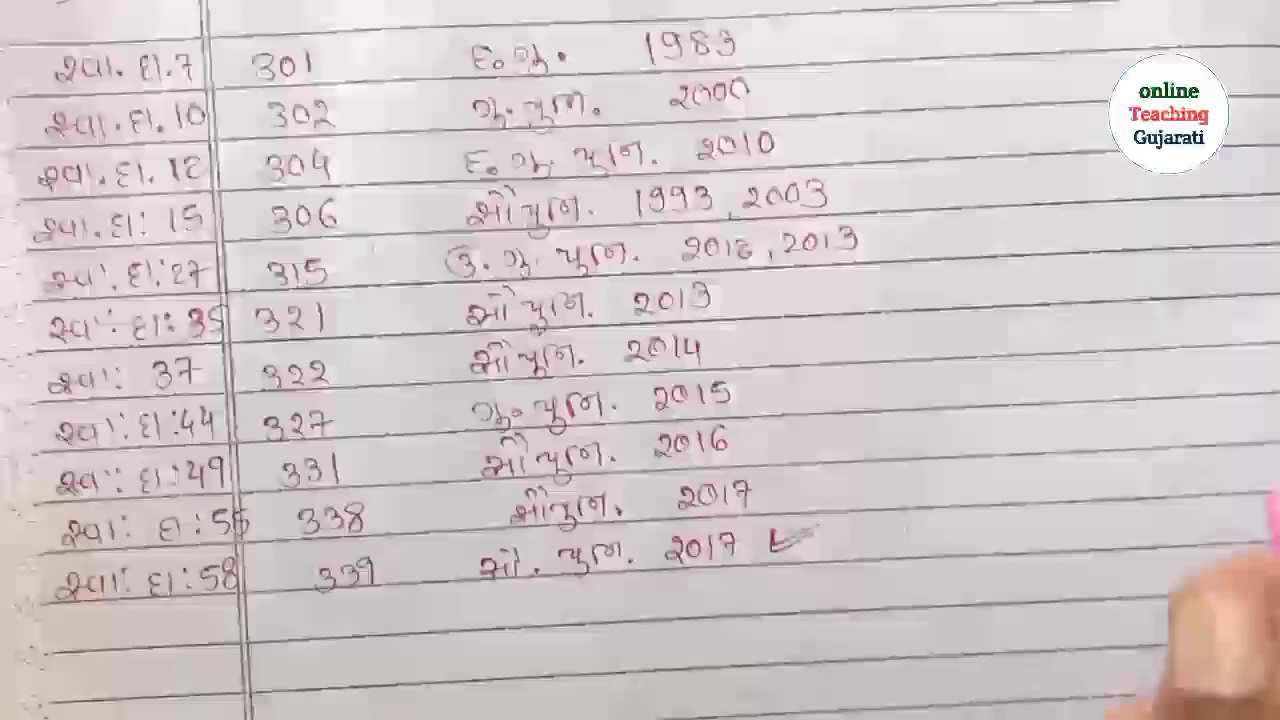 સ્વા. દા.7 301 દ.ગુ. 1983
સ્વા.દા.10 302 ગુ.યુનિ. 2000
સ્વા.દા. 12 304 દ.ગુ. યુનિ. 2010
સ્વા.દા: 15 306 સૌયુનિ. 1993,2003
સ્વા:દા:27 315 ઉ.ગુ. યુનિ. 2012,2013
સ્વા:દા:35 321 સૌયુનિ. 2013
સ્વા: 37 322 સૌયુનિ. 2014
સ્વા:દા:44 327 ગુ.યુનિ. 2015
સ્વા:દા:49 331 સૌયુનિ. 2016
સ્વા: દા: 338 સૌયુનિ. 2017
સ્વા: દા:58 339 સૌ. યુનિ. 2017
online
Teaching
Gujarati